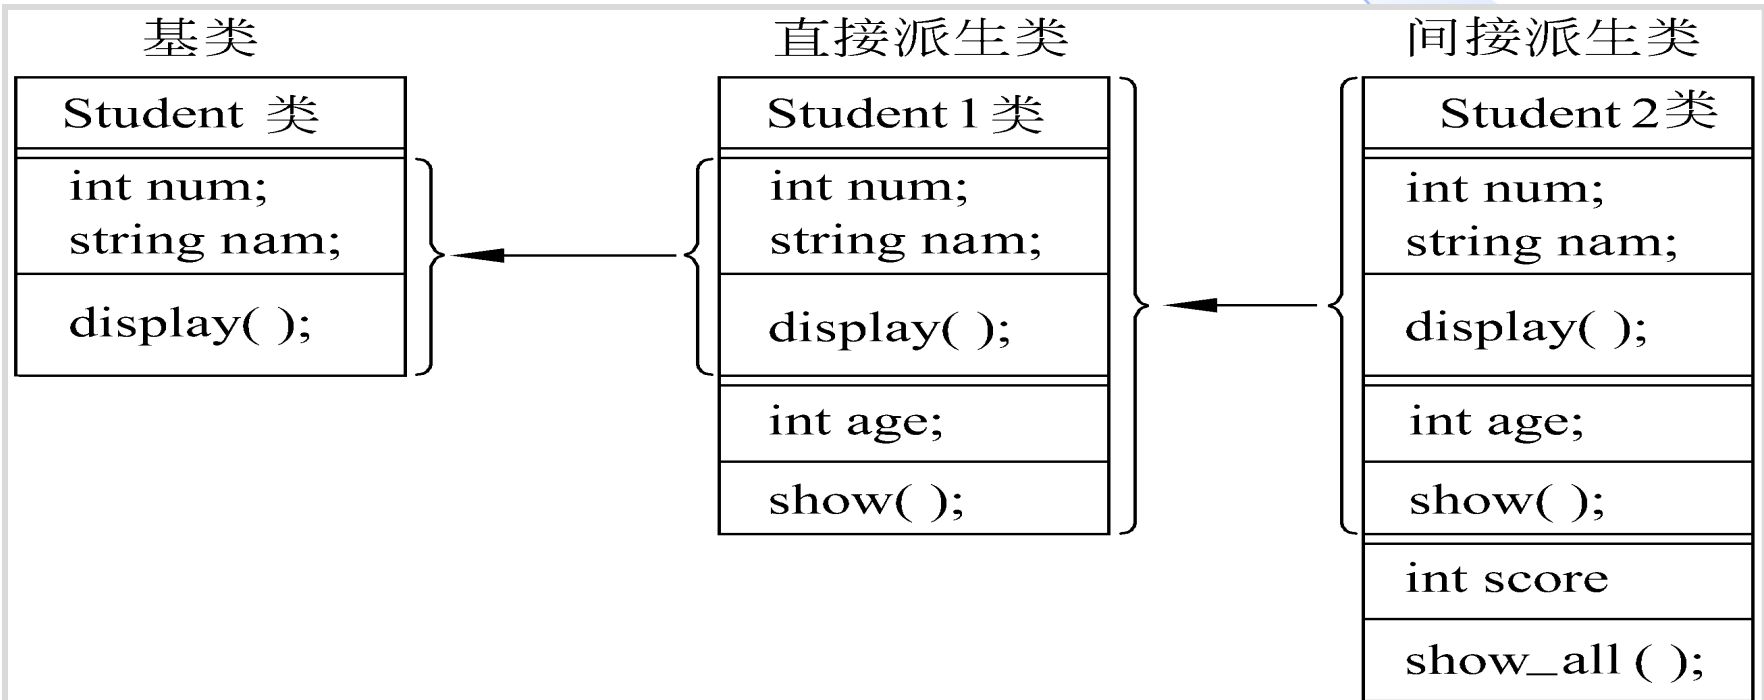 基类
Student 类
int num;
string nam;
display( );
直接派生类
Student 1 类
int num;
string nam;
display( );
int age;
show( );
间接派生类
Student 2类
int num;
string nam;
display( );
int age;
show( );
int score
show_all ( );